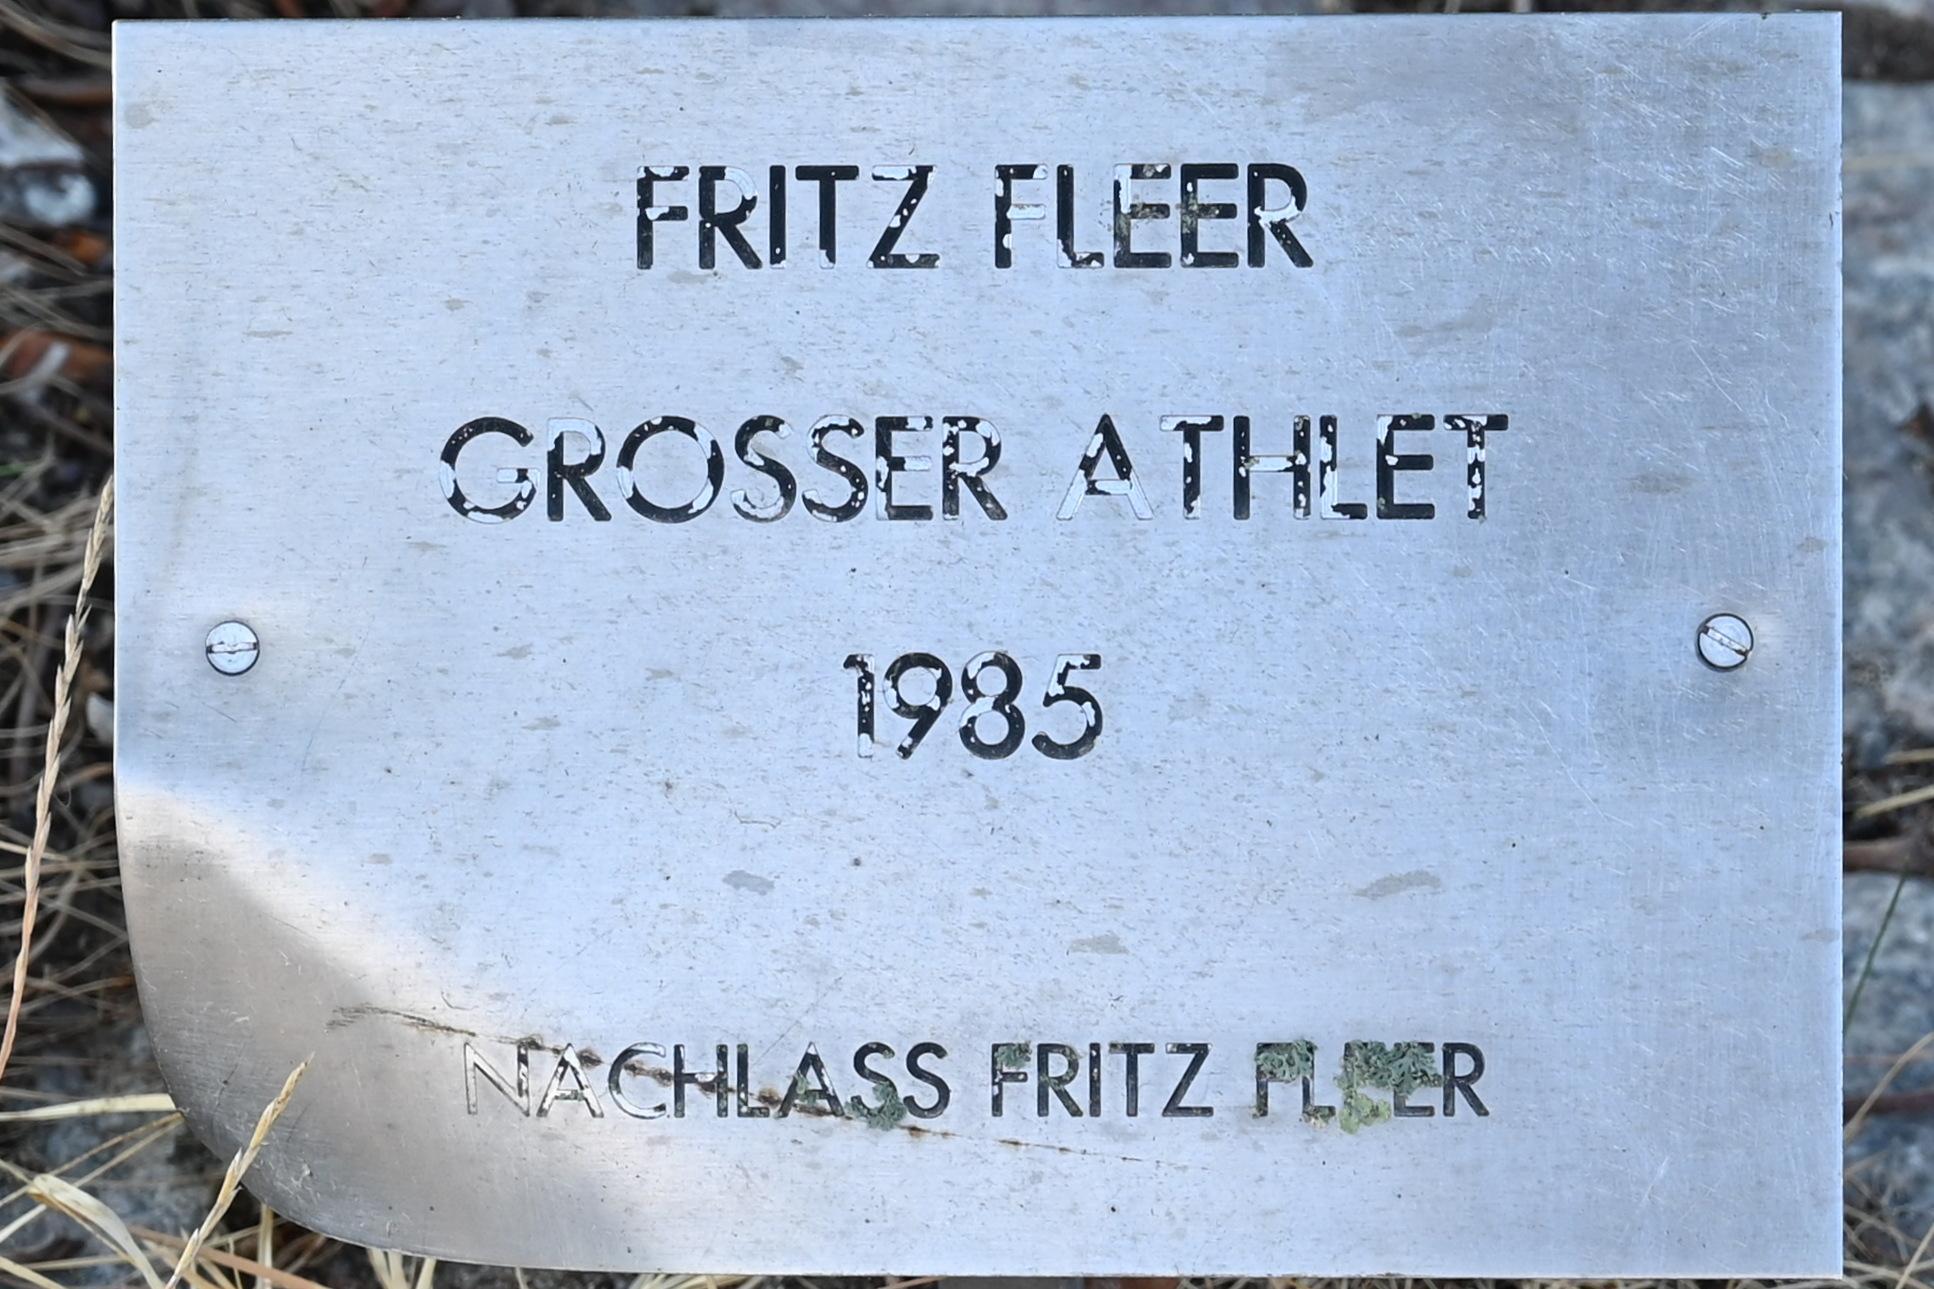 FRITZ FLEER
GROSSER ATHLET
1985
NACHLASS FRITZ FLEER